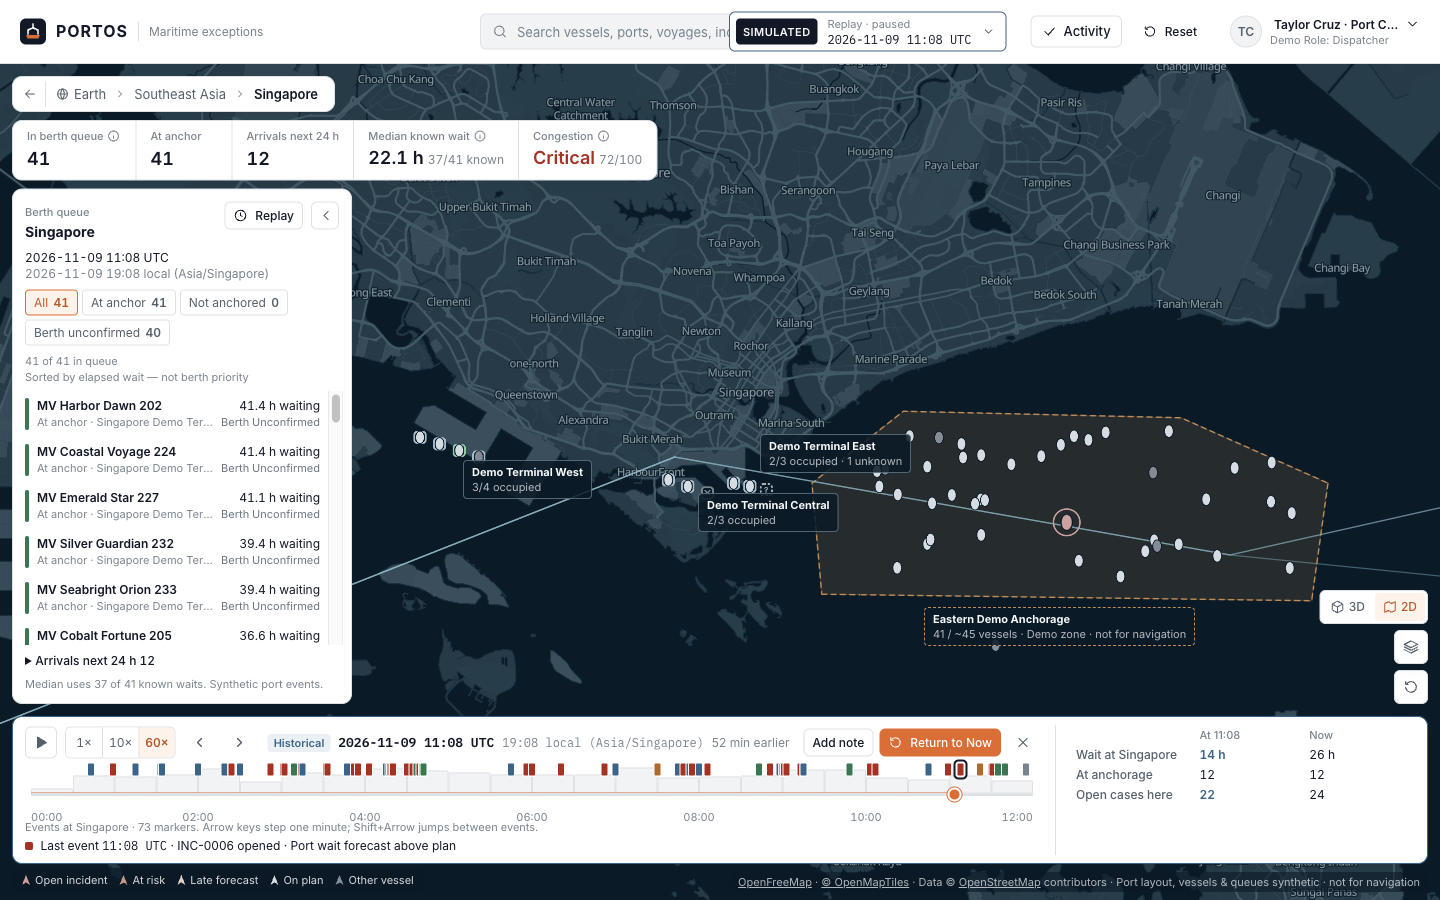 PORTOS
Maritime exceptions
Search vessels, ports, voyages, inc
SIMULATED
Replay · paused
2026-11-09 11:08 UTC
Activity
Reset
TC
Taylor Cruz · Port C…
Demo Role: Dispatcher
Earth
Southeast Asia
Singapore
In berth queue
41
At anchor
41
Arrivals next 24 h
12
Median known wait
22.1 h 37/41 known
Congestion
Critical 72/100
Berth queue
Singapore
Replay
2026-11-09 11:08 UTC
2026-11-09 19:08 local (Asia/Singapore)
All 41
At anchor 41
Not anchored 0
Berth unconfirmed 40
41 of 41 in queue
Sorted by elapsed wait — not berth priority
MV Harbor Dawn 202 41.4 h waiting
At anchor · Singapore Demo Ter… Berth Unconfirmed
MV Coastal Voyage 224 41.4 h waiting
At anchor · Singapore Demo Ter… Berth Unconfirmed
MV Emerald Star 227 41.1 h waiting
At anchor · Singapore Demo Ter… Berth Unconfirmed
MV Silver Guardian 232 39.4 h waiting
At anchor · Singapore Demo Ter… Berth Unconfirmed
MV Seabright Orion 233 39.4 h waiting
At anchor · Singapore Demo Ter… Berth Unconfirmed
MV Cobalt Fortune 205 36.6 h waiting
Arrivals next 24 h 12
Median uses 37 of 41 known waits. Synthetic port events.
Choa Chu Kang
Central Water
Catchment
Thomson
Buangkok
Changi Village
Pasir Ris
Hougang
Paya Lebar
Tampines
Changi
Bishan
Serangoon
Upper Bukit Timah
Toa Payoh
Tai Seng
Changi Business Park
Bukit Timah
Novena
Whampoa
Bedok
Changi Bay
ong East
Clementi
Geylang
Bedok South
Tanah Merah
Holland Village
Tanglin
Newton
Kallang
Rochor
one-north
Marine Parade
Museum
Queenstown
Singapore
Alexandra
Outram
Marina South
Bukit Merah
HarbourFront
Demo Terminal East
2/3 occupied · 1 unknown
Demo Terminal West
3/4 occupied
Demo Terminal Central
2/3 occupied
Eastern Demo Anchorage
41 / ~45 vessels · Demo zone · not for navigation
3D
2D
1×
10×
60×
Historical
2026-11-09 11:08 UTC
19:08 local (Asia/Singapore)
52 min earlier
Add note
Return to Now
00:00
02:00
04:00
06:00
08:00
10:00
12:00
Events at Singapore · 73 markers. Arrow keys step one minute; Shift+Arrow jumps between events.
Last event 11:08 UTC · INC-0006 opened · Port wait forecast above plan
At 11:08 Now
Wait at Singapore 14 h 26 h
At anchorage 12 12
Open cases here 22 24
Open incident
At risk
Late forecast
On plan
Other vessel
OpenFreeMap · © OpenMapTiles · Data © OpenStreetMap contributors · Port layout, vessels & queues synthetic · not for navigation